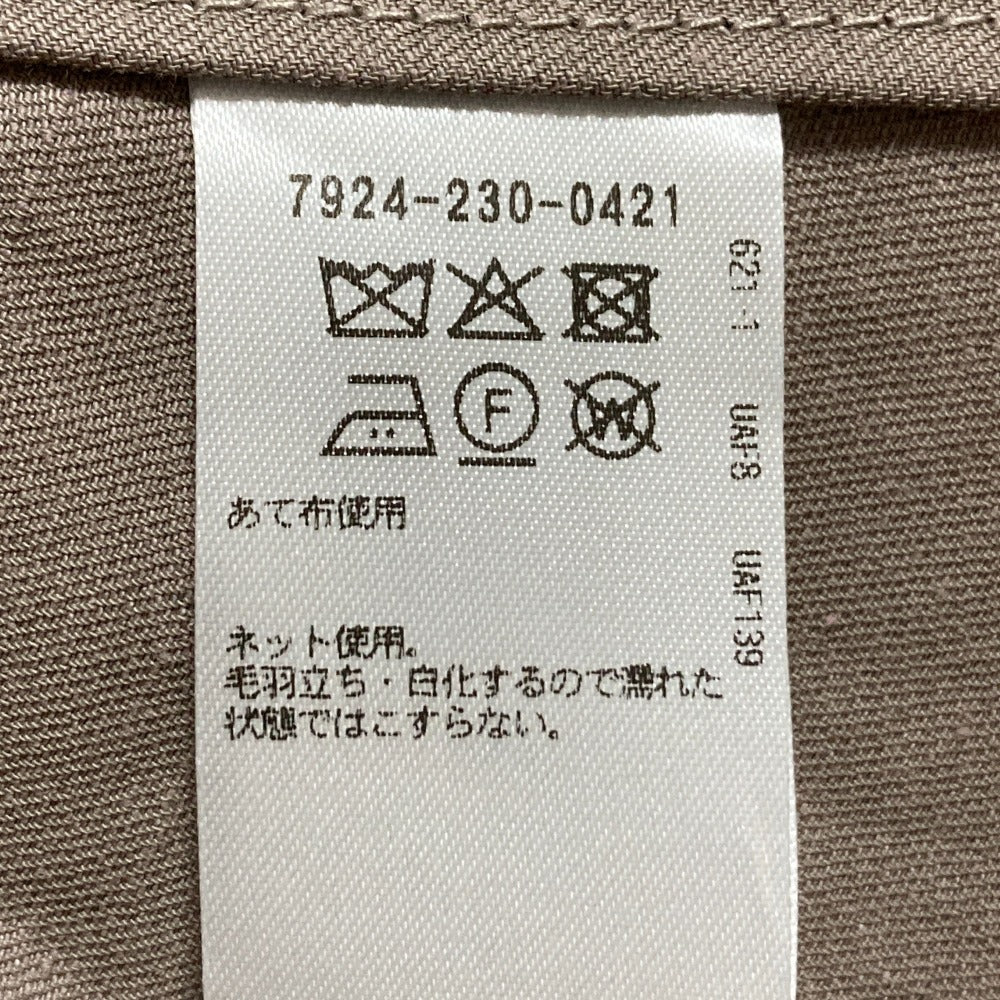 7924-230-0421
F
W
あて布使用
ネット使用。
毛羽立ち・白化するので濡れた
状態ではこすらない。
621-1 UAF8 UAF139